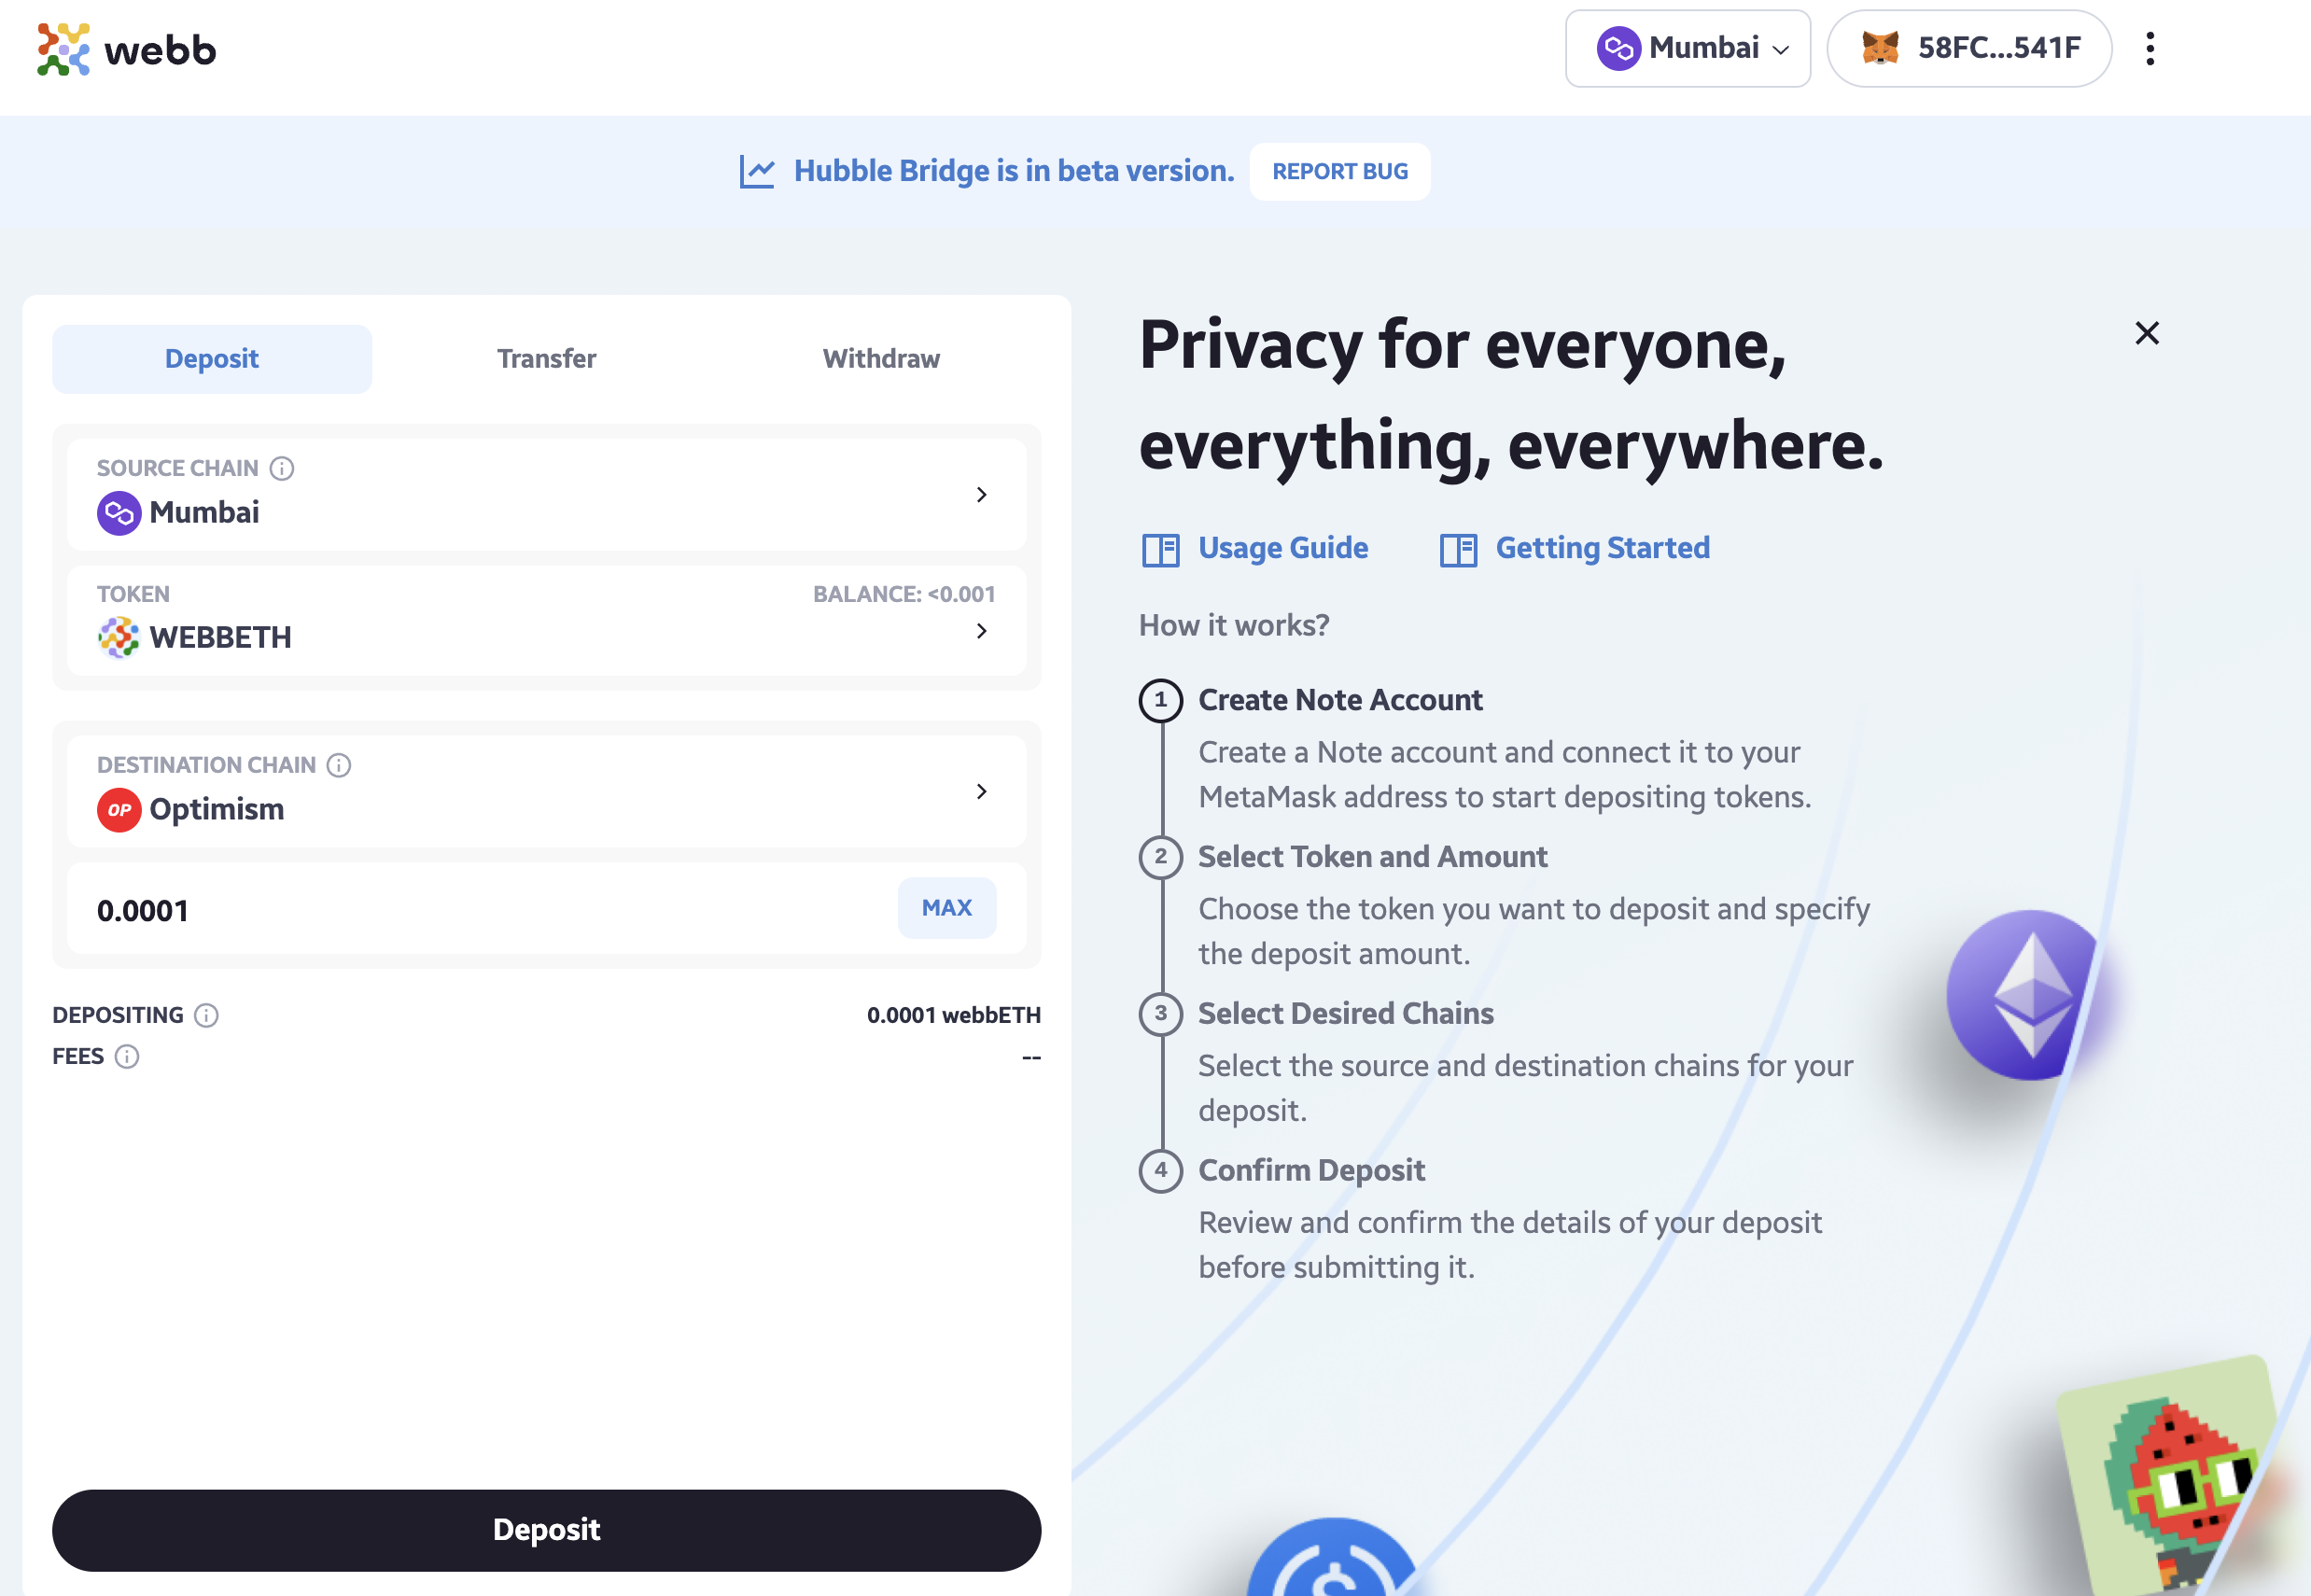 webb
Mumbai
58FC...541F
Hubble Bridge is in beta version.
REPORT BUG
Deposit
Transfer
Withdraw
SOURCE CHAIN
Mumbai
TOKEN
BALANCE: <0.001
WEBBETH
DESTINATION CHAIN
OP Optimism
0.0001
MAX
DEPOSITING
0.0001 webbETH
FEES
--
Deposit
Privacy for everyone,
everything, everywhere.
Usage Guide
Getting Started
How it works?
1 Create Note Account
Create a Note account and connect it to your
MetaMask address to start depositing tokens.
2 Select Token and Amount
Choose the token you want to deposit and specify
the deposit amount.
3 Select Desired Chains
Select the source and destination chains for your
deposit.
4 Confirm Deposit
Review and confirm the details of your deposit
before submitting it.